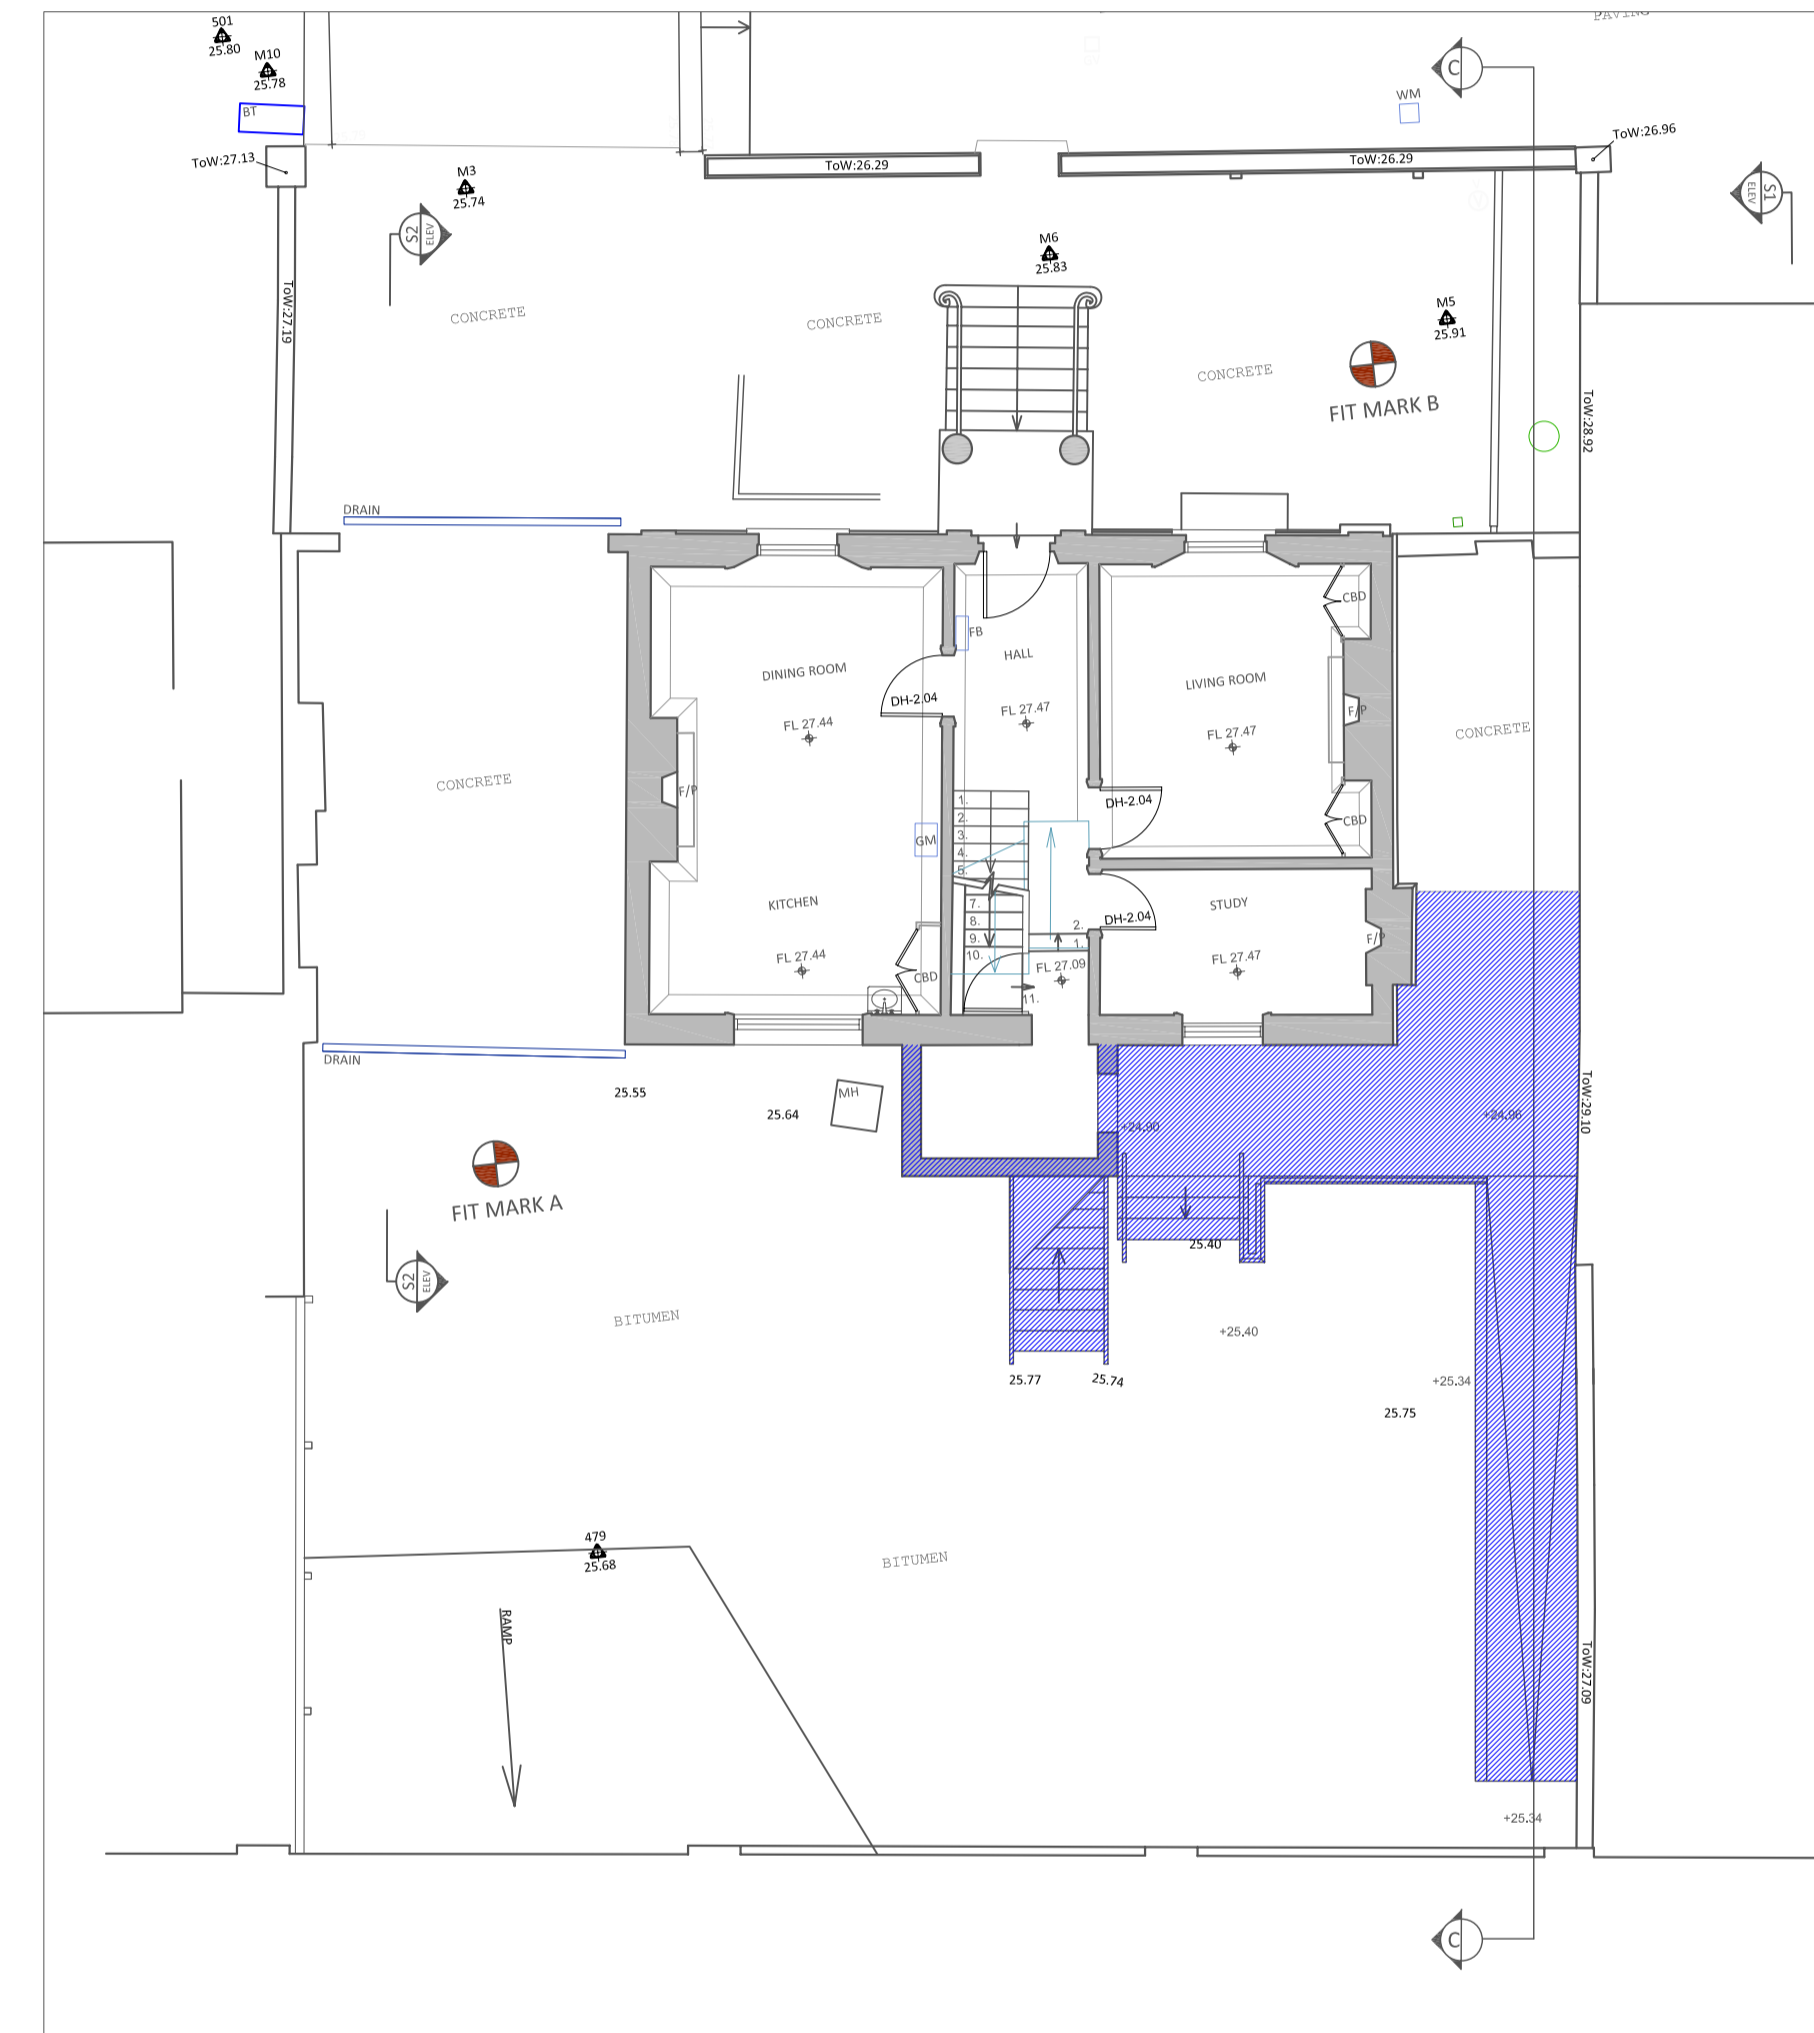 PAVING
501
25.80
M10
25.78
BT
C
WM
ToW:27.13
ToW:26.29
ToW:26.29
ToW:26.96
M3
25.74
S2
ELEV
S1
ELEV
M6
25.83
ToW:27.19
CONCRETE
CONCRETE
M5
25.91
CONCRETE
FIT MARK B
ToW:28.92
DRAIN
CBD
FB
HALL
DINING ROOM
LIVING ROOM
DH-2.04
FL 27.44
FL 27.47
FL 27.47
F/P
CONCRETE
CONCRETE
F/P
1.
2.
3.
4.
5.
DH-2.04
GM
CBD
KITCHEN
7.
8.
9.
10.
11.
2.
1.
DH-2.04
STUDY
F/P
FL 27.44
CBD
FL 27.09
FL 27.47
DRAIN
25.55
25.64
MH
+24.90
+24.96
ToW:29.10
FIT MARK A
25.40
S2
ELEV
BITUMEN
+25.40
25.77
25.74
+25.34
25.75
479
25.68
BITUMEN
RAMP
ToW:27.09
+25.34
C